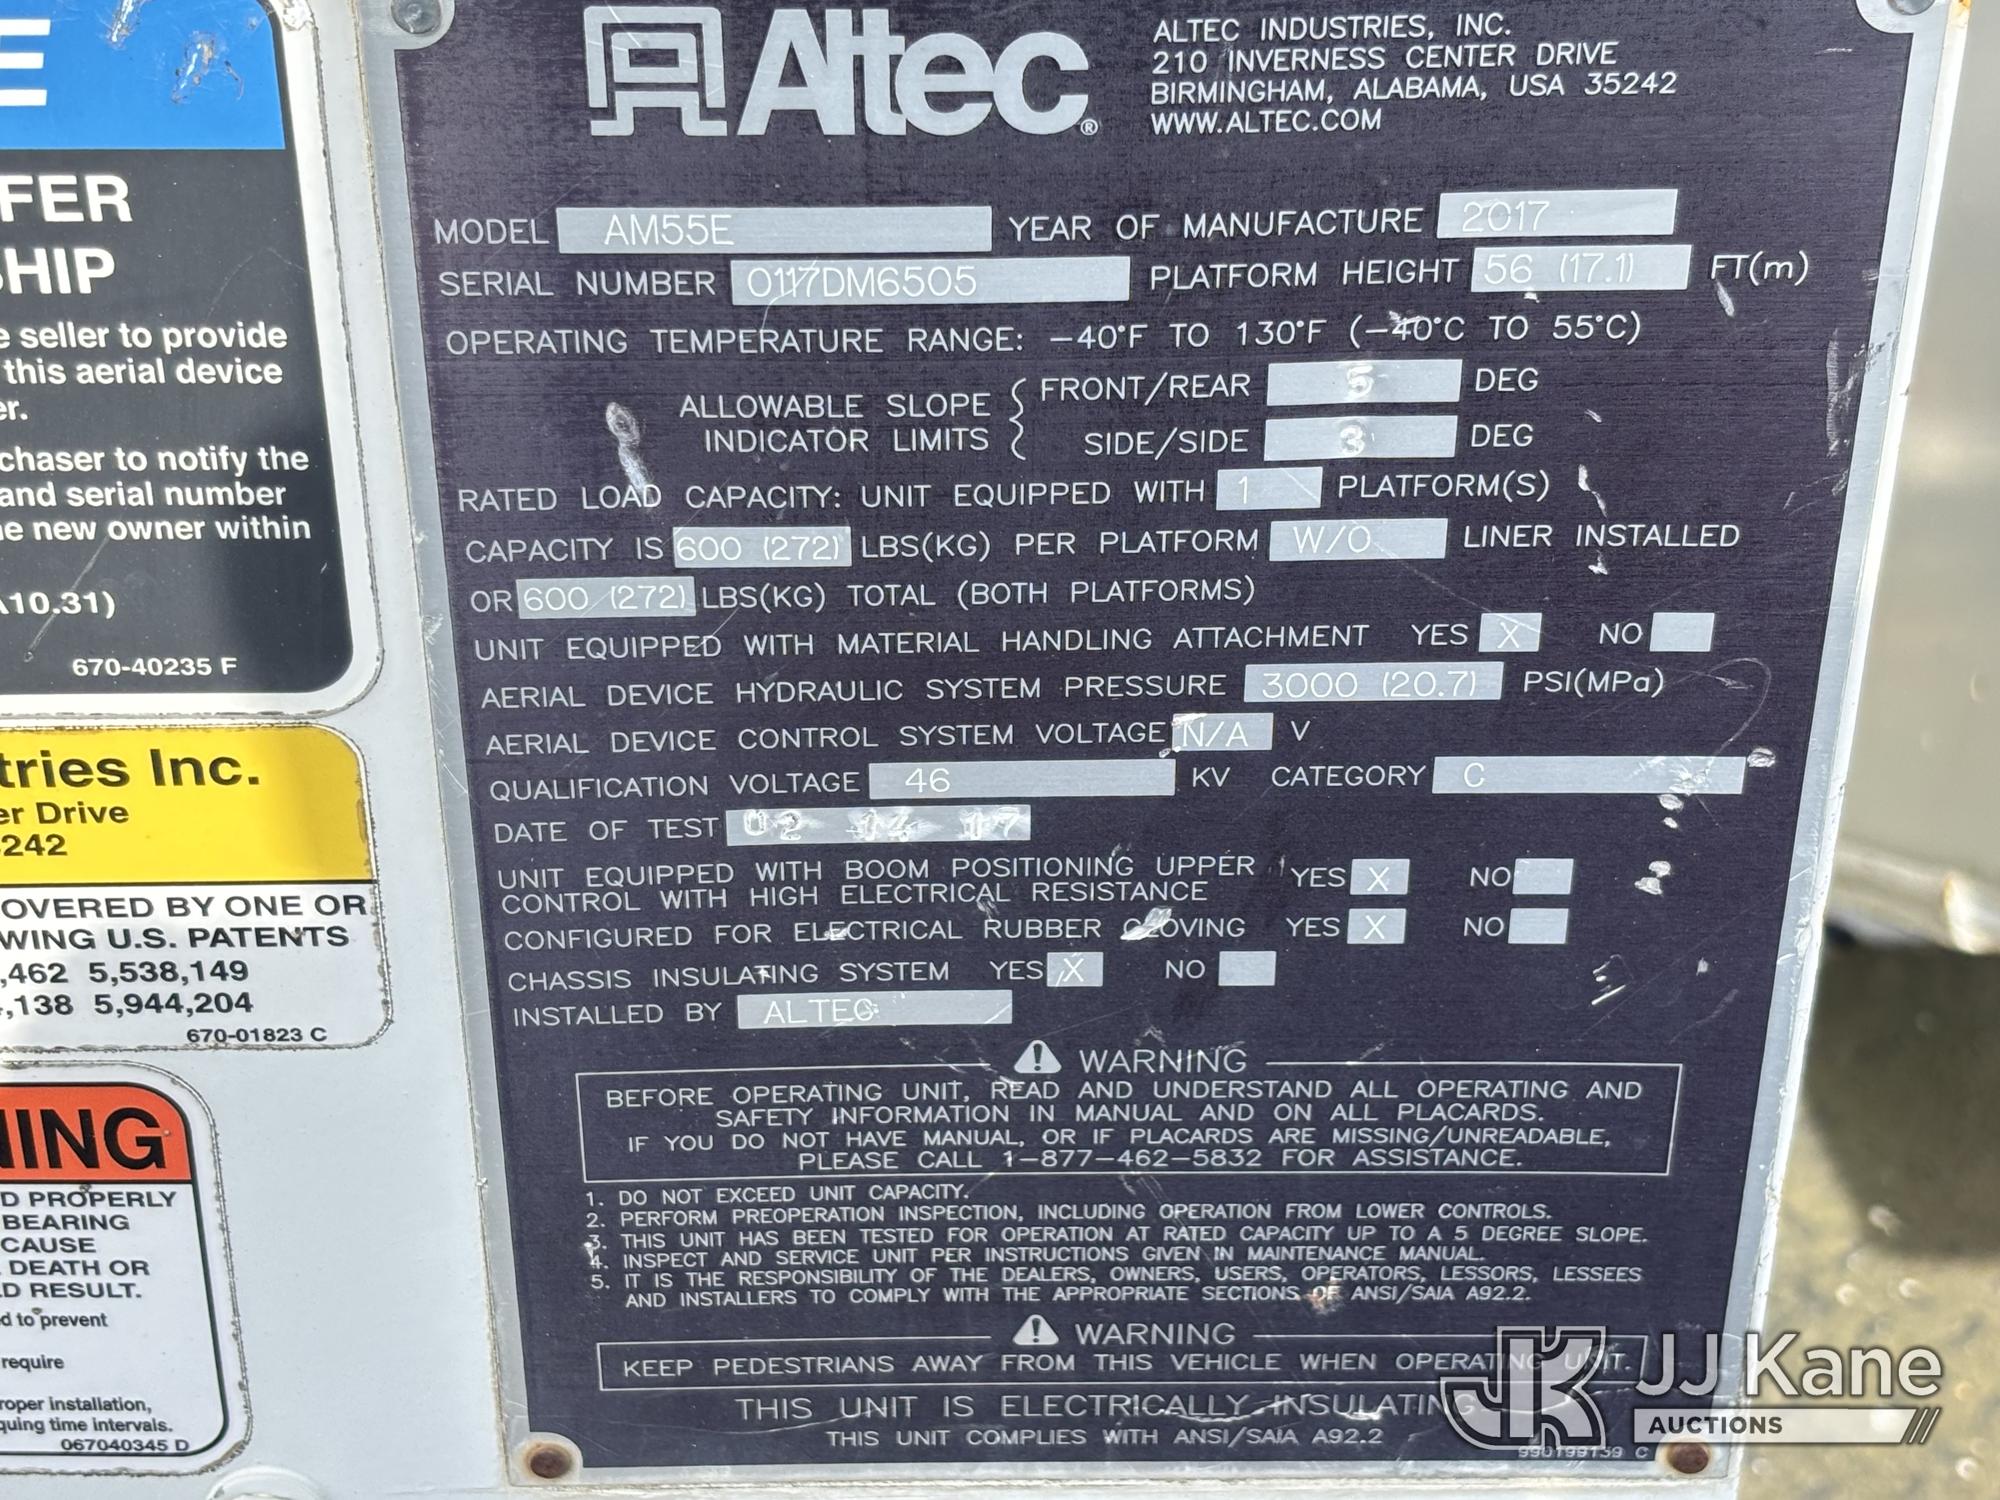 E
FER
SHIP
e seller to provide
this aerial device
er.
chaser to notify the
and serial number
he new owner within
A10.31)
670-40235 F
tries Inc.
er Drive
242
OVERED BY ONE OR
WING U.S. PATENTS
,462 5,538,149
,138 5,944,204
670-01823 C
NING
D PROPERLY
BEARING
CAUSE
DEATH OR
D RESULT.
d to prevent
require
roper installation,
quing time intervals.
067040345 D
Altec®
ALTEC INDUSTRIES, INC.
210 INVERNESS CENTER DRIVE
BIRMINGHAM, ALABAMA, USA 35242
WWW.ALTEC.COM
MODEL AM55E YEAR OF MANUFACTURE 2017
SERIAL NUMBER 0117DM6505 PLATFORM HEIGHT 56 (17.1) FT(m)
OPERATING TEMPERATURE RANGE: -40°F TO 130°F (-40°C TO 55°C)
ALLOWABLE SLOPE INDICATOR LIMITS { FRONT/REAR 5 DEG
SIDE/SIDE 3 DEG
RATED LOAD CAPACITY: UNIT EQUIPPED WITH 1 PLATFORM(S)
CAPACITY IS 600 (272) LBS(KG) PER PLATFORM W/O LINER INSTALLED
OR 600 (272) LBS(KG) TOTAL (BOTH PLATFORMS)
UNIT EQUIPPED WITH MATERIAL HANDLING ATTACHMENT YES X NO
AERIAL DEVICE HYDRAULIC SYSTEM PRESSURE 3000 (20.7) PSI(MPa)
AERIAL DEVICE CONTROL SYSTEM VOLTAGE N/A V
QUALIFICATION VOLTAGE 46 KV CATEGORY C
DATE OF TEST 02 14 17
UNIT EQUIPPED WITH BOOM POSITIONING UPPER
CONTROL WITH HIGH ELECTRICAL RESISTANCE YES X NO
CONFIGURED FOR ELECTRICAL RUBBER GLOVING YES X NO
CHASSIS INSULATING SYSTEM YES X NO
INSTALLED BY ALTEC
WARNING
BEFORE OPERATING UNIT, READ AND UNDERSTAND ALL OPERATING AND
SAFETY INFORMATION IN MANUAL AND ON ALL PLACARDS.
IF YOU DO NOT HAVE MANUAL, OR IF PLACARDS ARE MISSING/UNREADABLE,
PLEASE CALL 1-877-462-5832 FOR ASSISTANCE.
1. DO NOT EXCEED UNIT CAPACITY.
2. PERFORM PREOPERATION INSPECTION, INCLUDING OPERATION FROM LOWER CONTROLS.
3. THIS UNIT HAS BEEN TESTED FOR OPERATION AT RATED CAPACITY UP TO A 5 DEGREE SLOPE.
4. INSPECT AND SERVICE UNIT PER INSTRUCTIONS GIVEN IN MAINTENANCE MANUAL.
5. IT IS THE RESPONSIBILITY OF THE DEALERS, OWNERS, USERS, OPERATORS, LESSORS, LESSEES
AND INSTALLERS TO COMPLY WITH THE APPROPRIATE SECTIONS OF ANSI/SAIA A92.2.
WARNING
KEEP PEDESTRIANS AWAY FROM THIS VEHICLE WHEN OPERATING UNIT.
THIS UNIT IS ELECTRICALLY INSULATING
THIS UNIT COMPLIES WITH ANSI/SAIA A92.2
990199139 C
JK JJ Kane
AUCTIONS